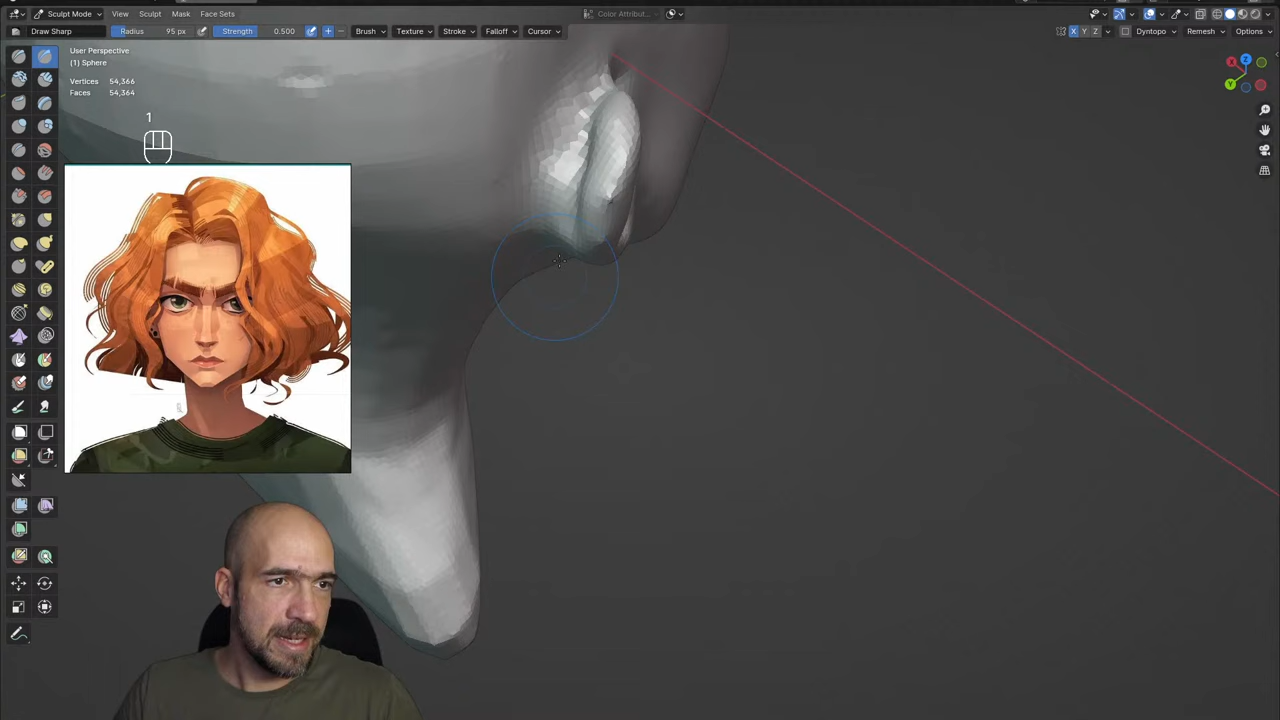 Sculpt Mode View Sculpt Mask Face Sets Color Attribut...
Draw Sharp Radius 95 px Strength 0.500 Brush Texture Stroke Falloff Cursor X Y Z Dyntopo Remesh Options
User Perspective
(1) Sphere
Vertices 54,366
Faces 54,364
1
X
Z
Y